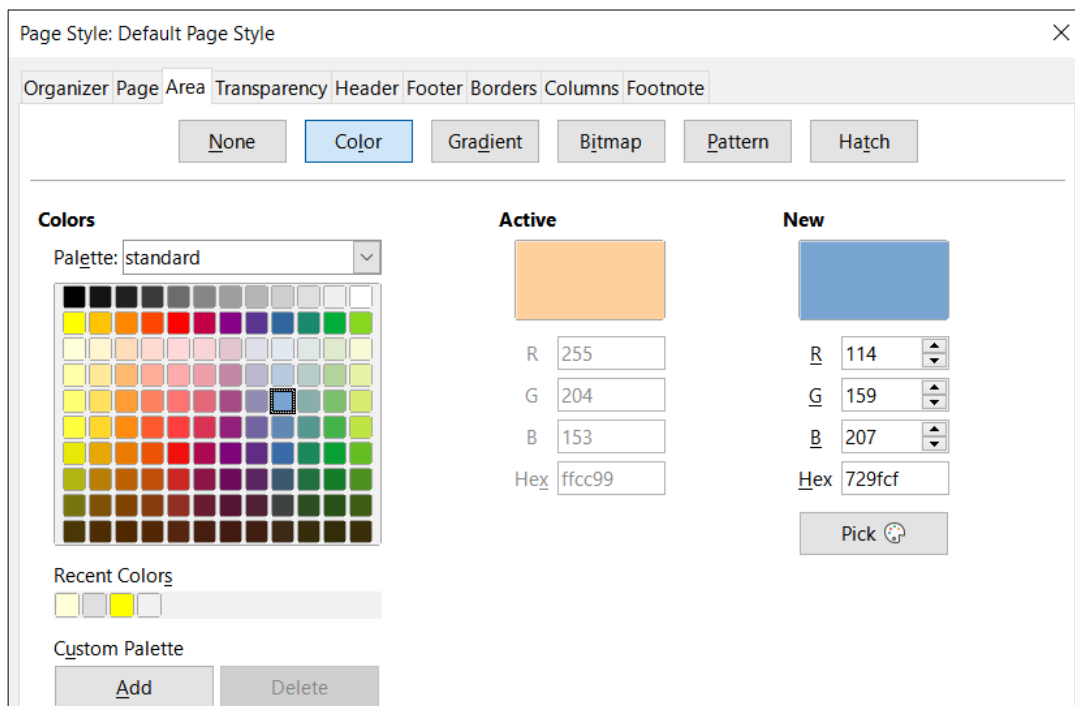 Page Style: Default Page Style
Organizer Page Area Transparency Header Footer Borders Columns Footnote
None Color Gradient Bitmap Pattern Hatch
Colors Active New
Palette: standard
R 255 R 114
G 204 G 159
B 153 B 207
Hex ffcc99 Hex 729fcf
Pick
Recent Colors
Custom Palette
Add Delete